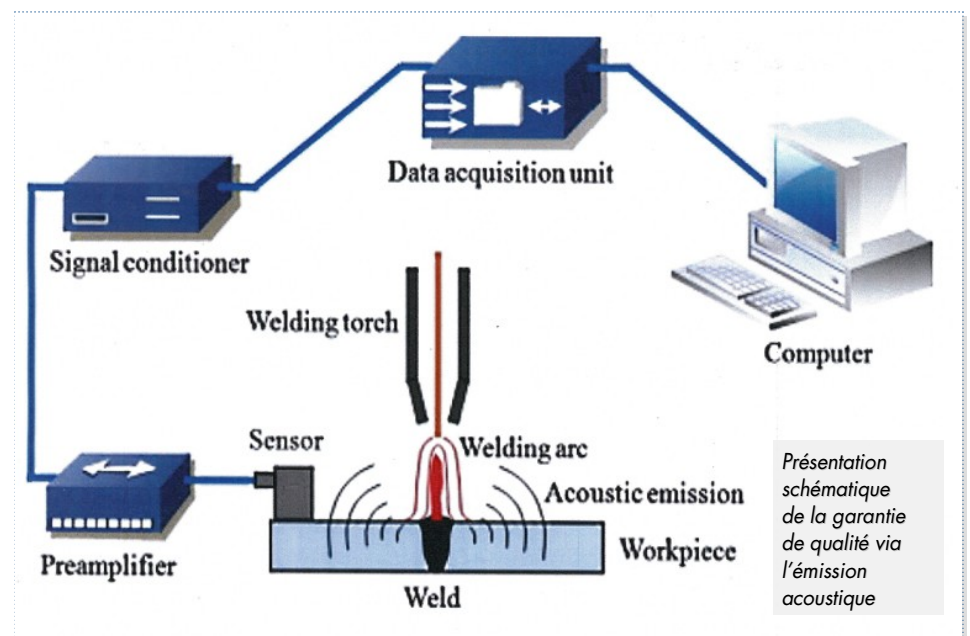 Data acquisition unit
Signal conditioner
Welding torch
Computer
Sensor
Welding arc
Acoustic emission
Preamplifier
Workpiece
Weld
Présentation
schématique
de la garantie
de qualité via
l'émission
acoustique